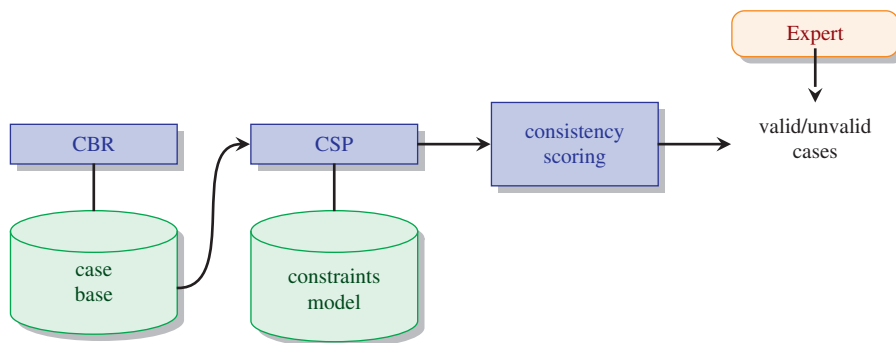 Expert
CBR
CSP
consistency
scoring
valid/unvalid
cases
case
base
constraints
model